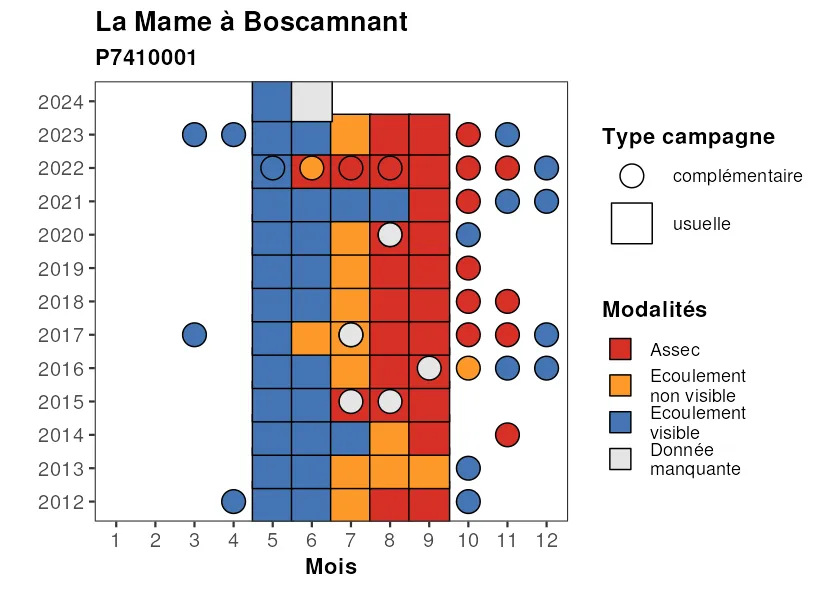 La Mame à Boscamnant
P7410001
2024
2023
2022
2021
2020
2019
2018
2017
2016
2015
2014
2013
2012
1 2 3 4 5 6 7 8 9 10 11 12
Mois
Type campagne
complémentaire
usuelle
Modalités
Assec
Ecoulement
non visible
Ecoulement
visible
Donnée
manquante